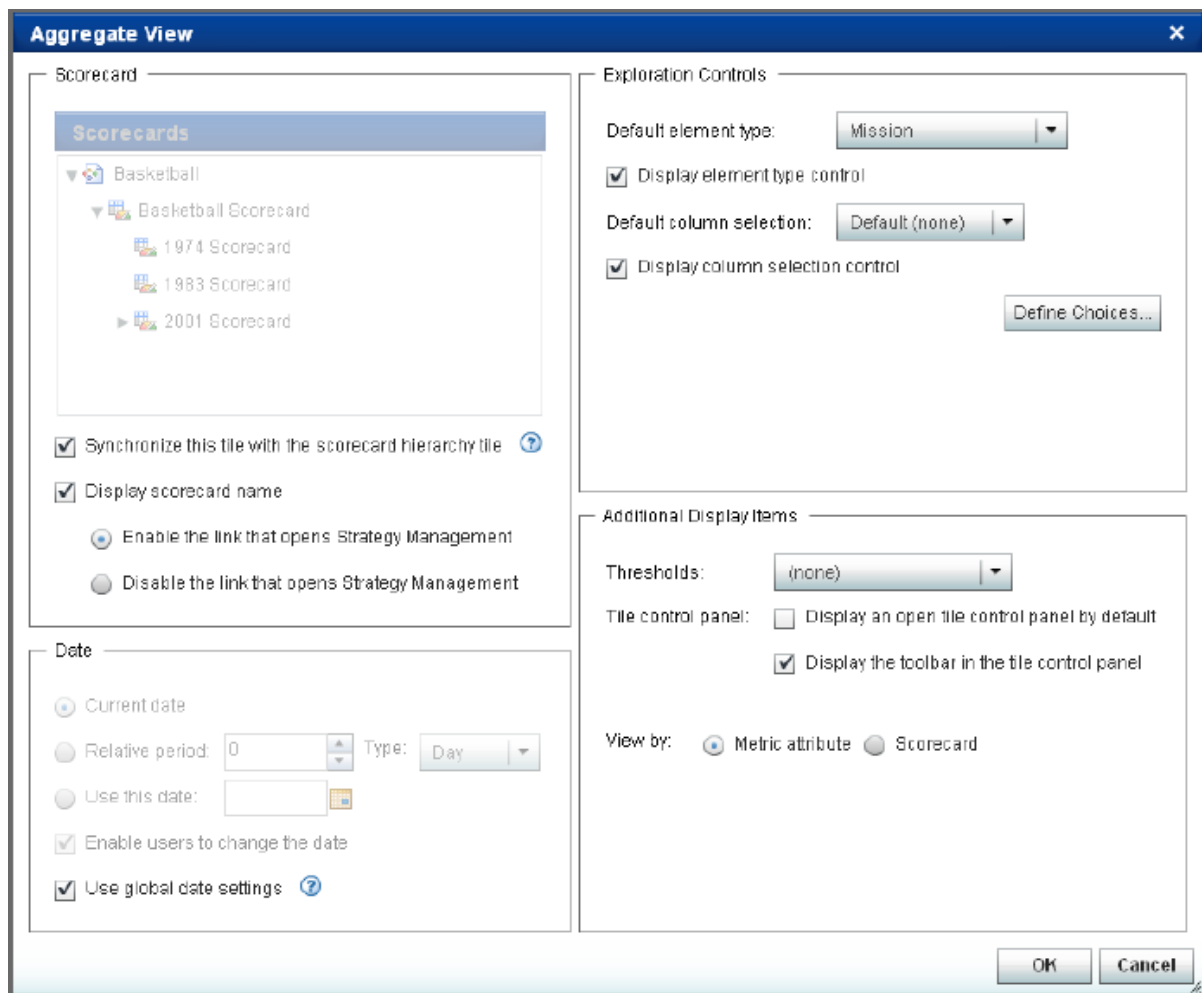 Aggregate View
Scorecard
Scorecards
Basketball
Basketball Scorecard
1974 Scorecard
1983 Scorecard
2001 Scorecard
Synchronize this tile with the scorecard hierarchy tile
Display scorecard name
Enable the link that opens Strategy Management
Disable the link that opens Strategy Management
Date
Current date
Relative period: 0 Type: Day
Use this date:
Enable users to change the date
Use global date settings
Exploration Controls
Default element type: Mission
Display element type control
Default column selection: Default (none)
Display column selection control
Define Choices...
Additional Display Items
Thresholds: (none)
Tile control panel: Display an open tile control panel by default
Display the toolbar in the tile control panel
View by: Metric attribute Scorecard
OK Cancel